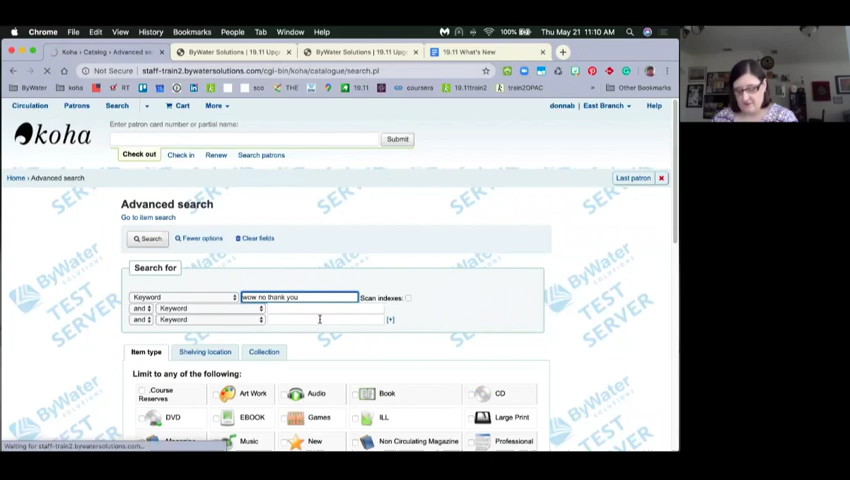 Chrome File Edit View History Bookmarks People Tab Window Help 100% Thu May 21 11:10 AM
Koha › Catalog › Advanced se × ByWater Solutions | 19.11 Upg × ByWater Solutions | 19.11 Upg × 19.11 What's New ×
Not Secure | staff-train2.bywatersolutions.com/cgi-bin/koha/catalogue/search.pl
ByWater Koha RT sco THE 19.11 coursera 19.11train2 train2OPAC Other Bookmarks
Circulation Patrons Search Cart More donnab | East Branch Help
Enter patron card number or partial name:
koha
Submit
Check out Check in Renew Search patrons
Home › Advanced search Last patron
Advanced search
Go to item search
Search Fewer options Clear fields
Search for
Keyword wow no thank you Scan indexes:
and Keyword
and Keyword [+]
Item type Shelving location Collection
Limit to any of the following:
.Course Reserves Art Work Audio Book CD
DVD EBOOK Games ILL Large Print
Music New Non Circulating Magazine Professional
Waiting for staff-train2.bywatersolutions.com...
ByWater
SOLUTIONS
TEST
SERVER